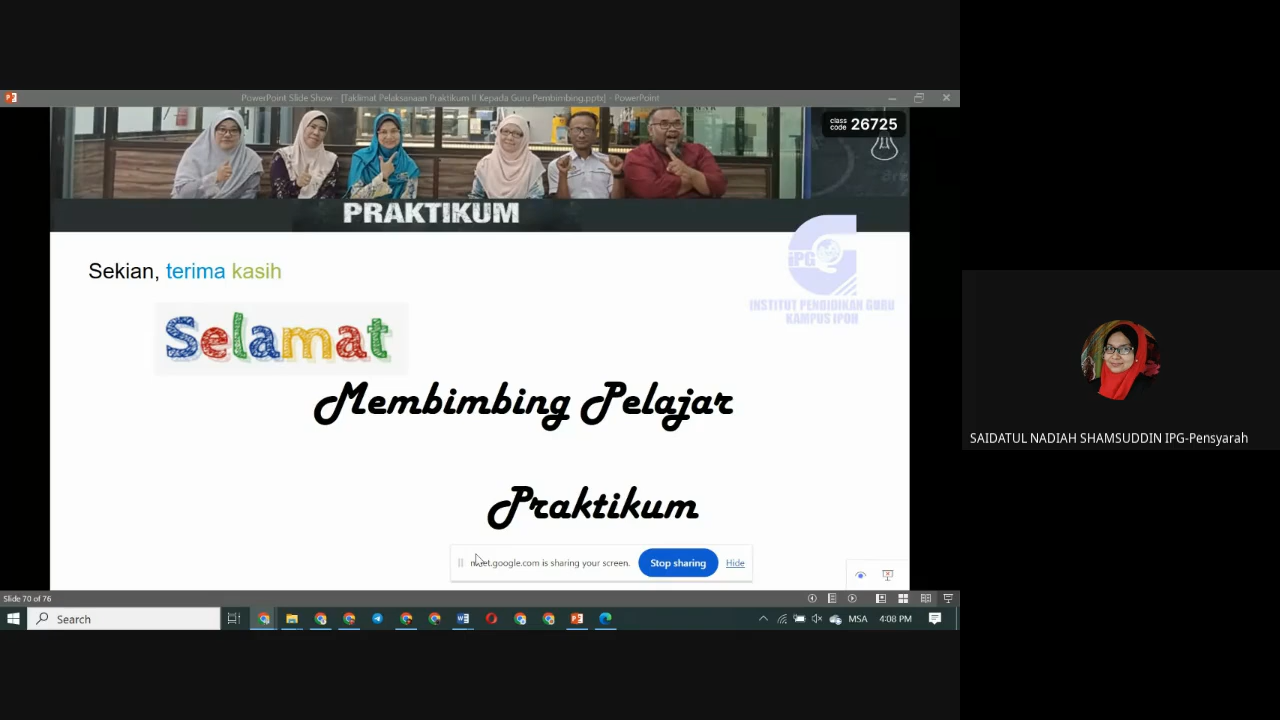 PowerPoint Slide Show - [Taklimat Pelaksanaan Praktikum II Kepada Guru Pembimbing.pptx] - PowerPoint
class code 26725
PRAKTIKUM
iPG
INSTITUT PENDIDIKAN GURU
KAMPUS IPOH
Sekian, terima kasih
Selamat
Membimbing Pelajar
Praktikum
meet.google.com is sharing your screen. Stop sharing Hide
SAIDATUL NADIAH SHAMSUDDIN IPG-Pensyarah
Slide 70 of 76
Search
MSA 4:08 PM